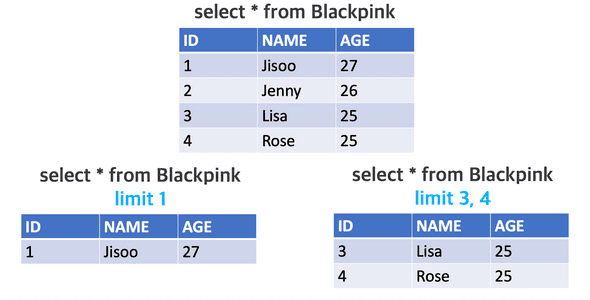 select * from Blackpink
ID NAME AGE
1 Jisoo 27
2 Jenny 26
3 Lisa 25
4 Rose 25
select * from Blackpink
limit 1
ID NAME AGE
1 Jisoo 27
select * from Blackpink
limit 3, 4
ID NAME AGE
3 Lisa 25
4 Rose 25